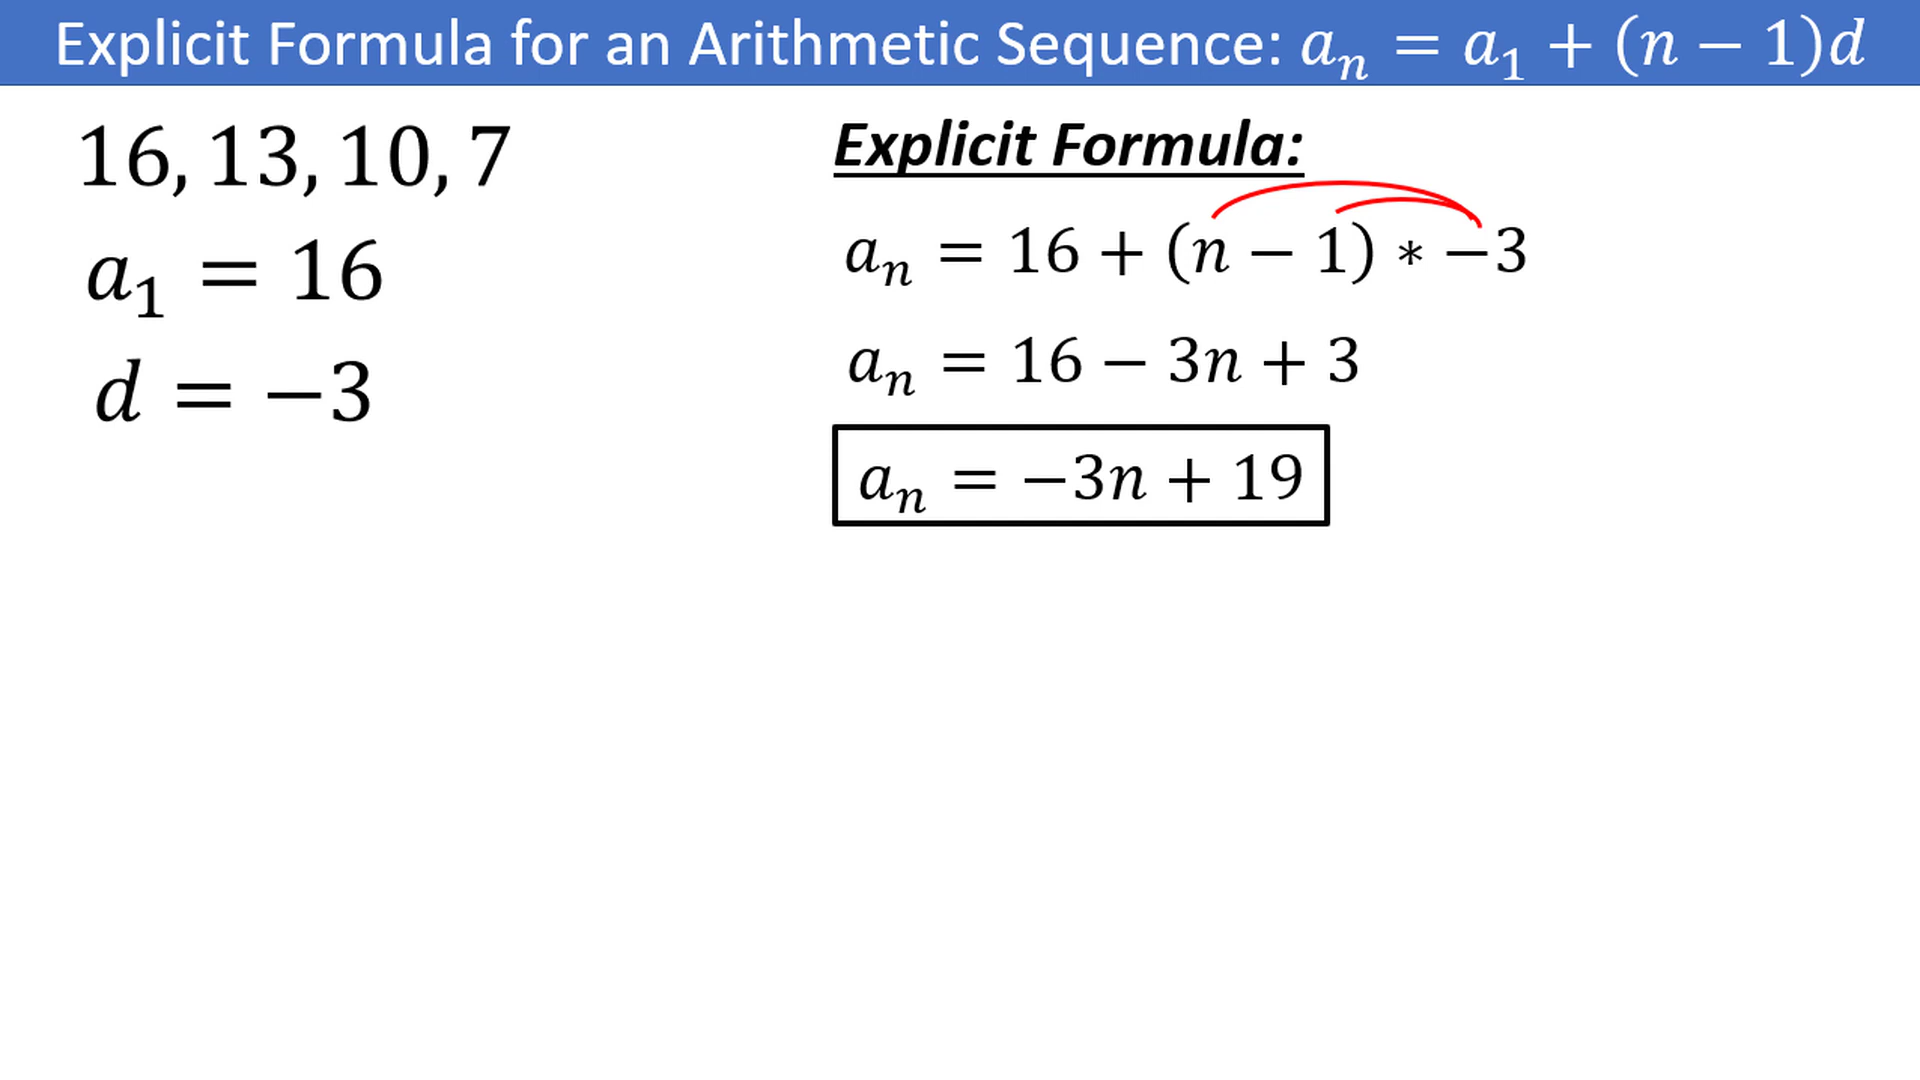 Explicit Formula for an Arithmetic Sequence: aₙ = a₁ + (n − 1)d
16, 13, 10, 7
a₁ = 16
d = −3
Explicit Formula:
aₙ = 16 + (n − 1) ∗ −3
aₙ = 16 − 3n + 3
aₙ = −3n + 19